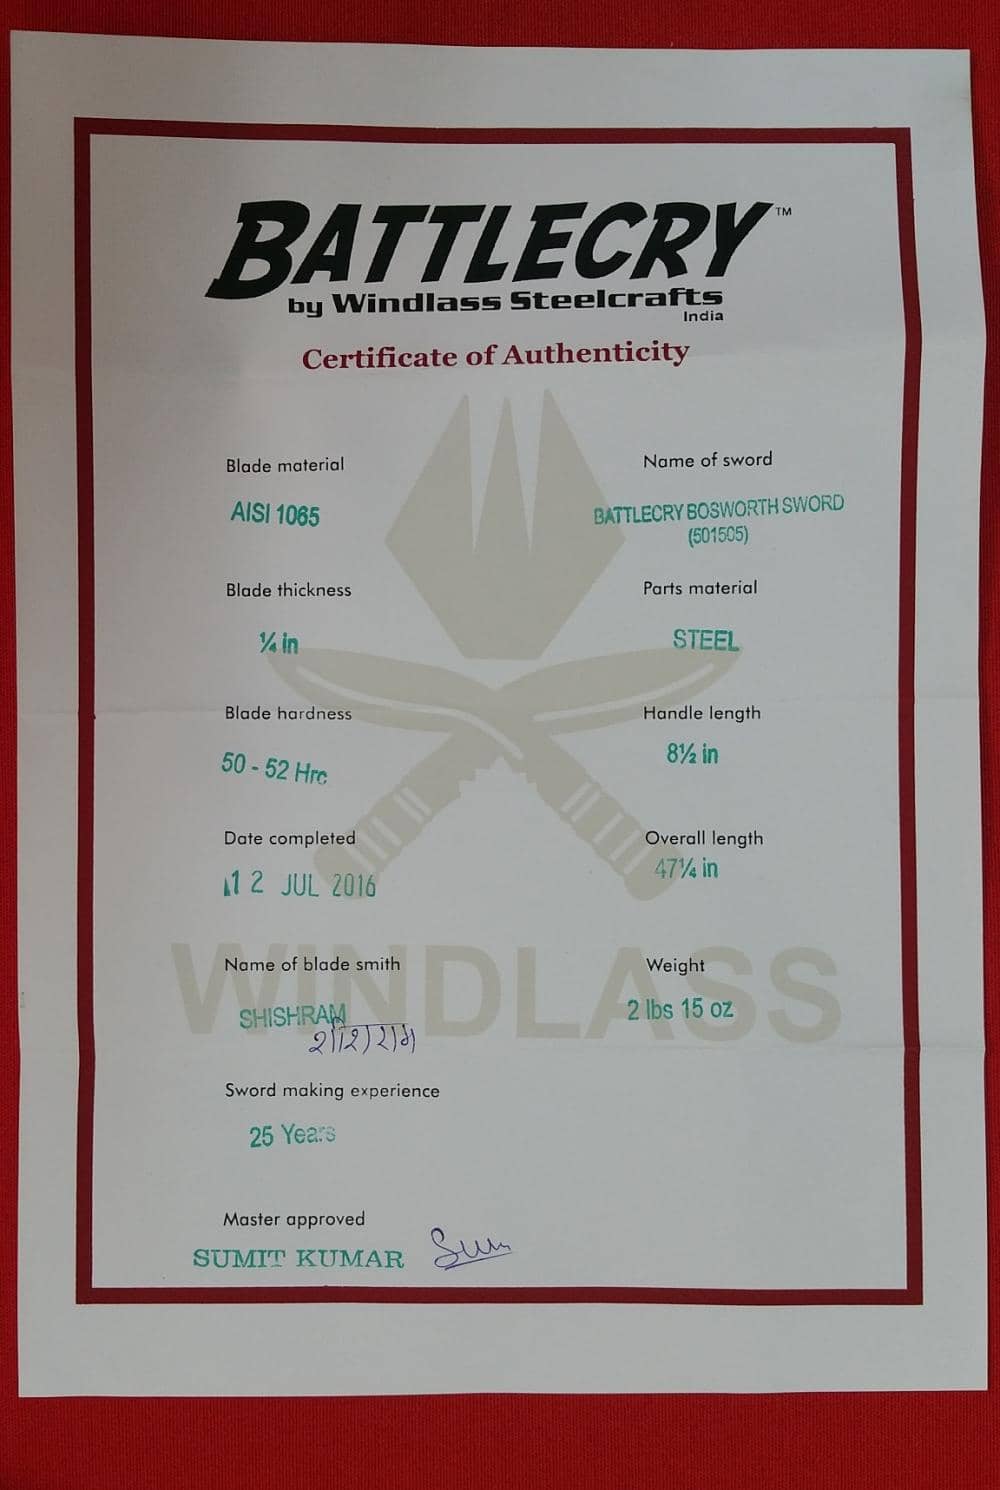 BATTLECRY™
by Windlass Steelcrafts
India
Certificate of Authenticity
Blade material
AISI 1065
Name of sword
BATTLECRY BOSWORTH SWORD
(501505)
Blade thickness
¼ in
Parts material
STEEL
Blade hardness
50 - 52 Hrc
Handle length
8½ in
Date completed
12 JUL 2016
Overall length
47¼ in
WINDLASS
Name of blade smith
SHISHRAM
शीशराम
Weight
2 lbs 15 oz
Sword making experience
25 Years
Master approved
SUMIT KUMAR